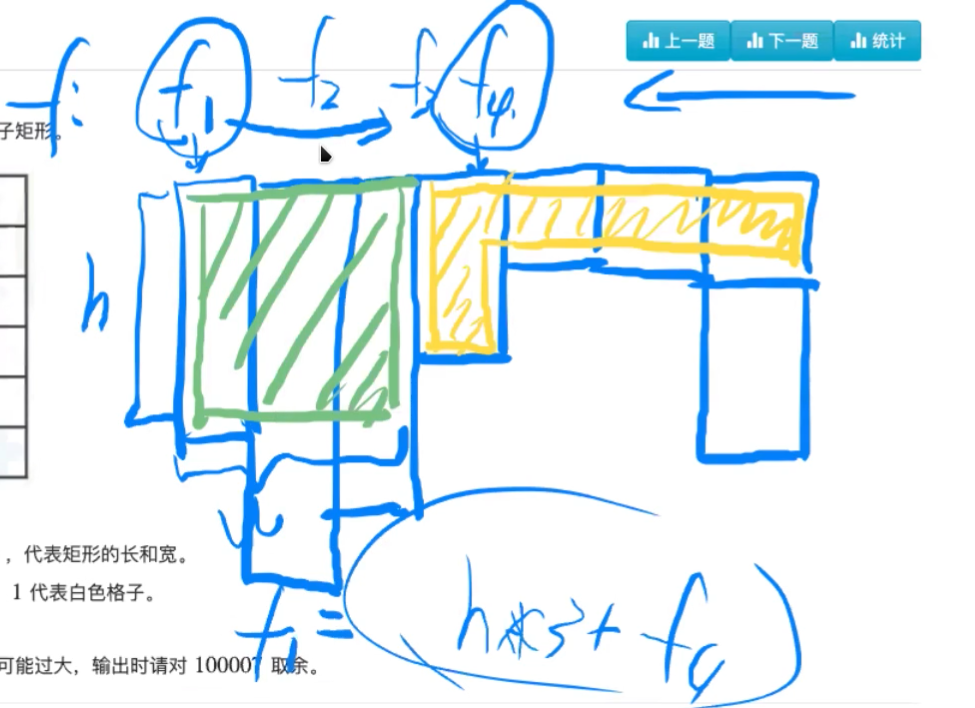 上一题 下一题 统计
f: f₁ f₂ f₃ f₄
子矩形。
h
，代表矩形的长和宽。
1 代表白色格子。
f₁ = h*3 + f₄
可能过大，输出时请对 100007 取余。